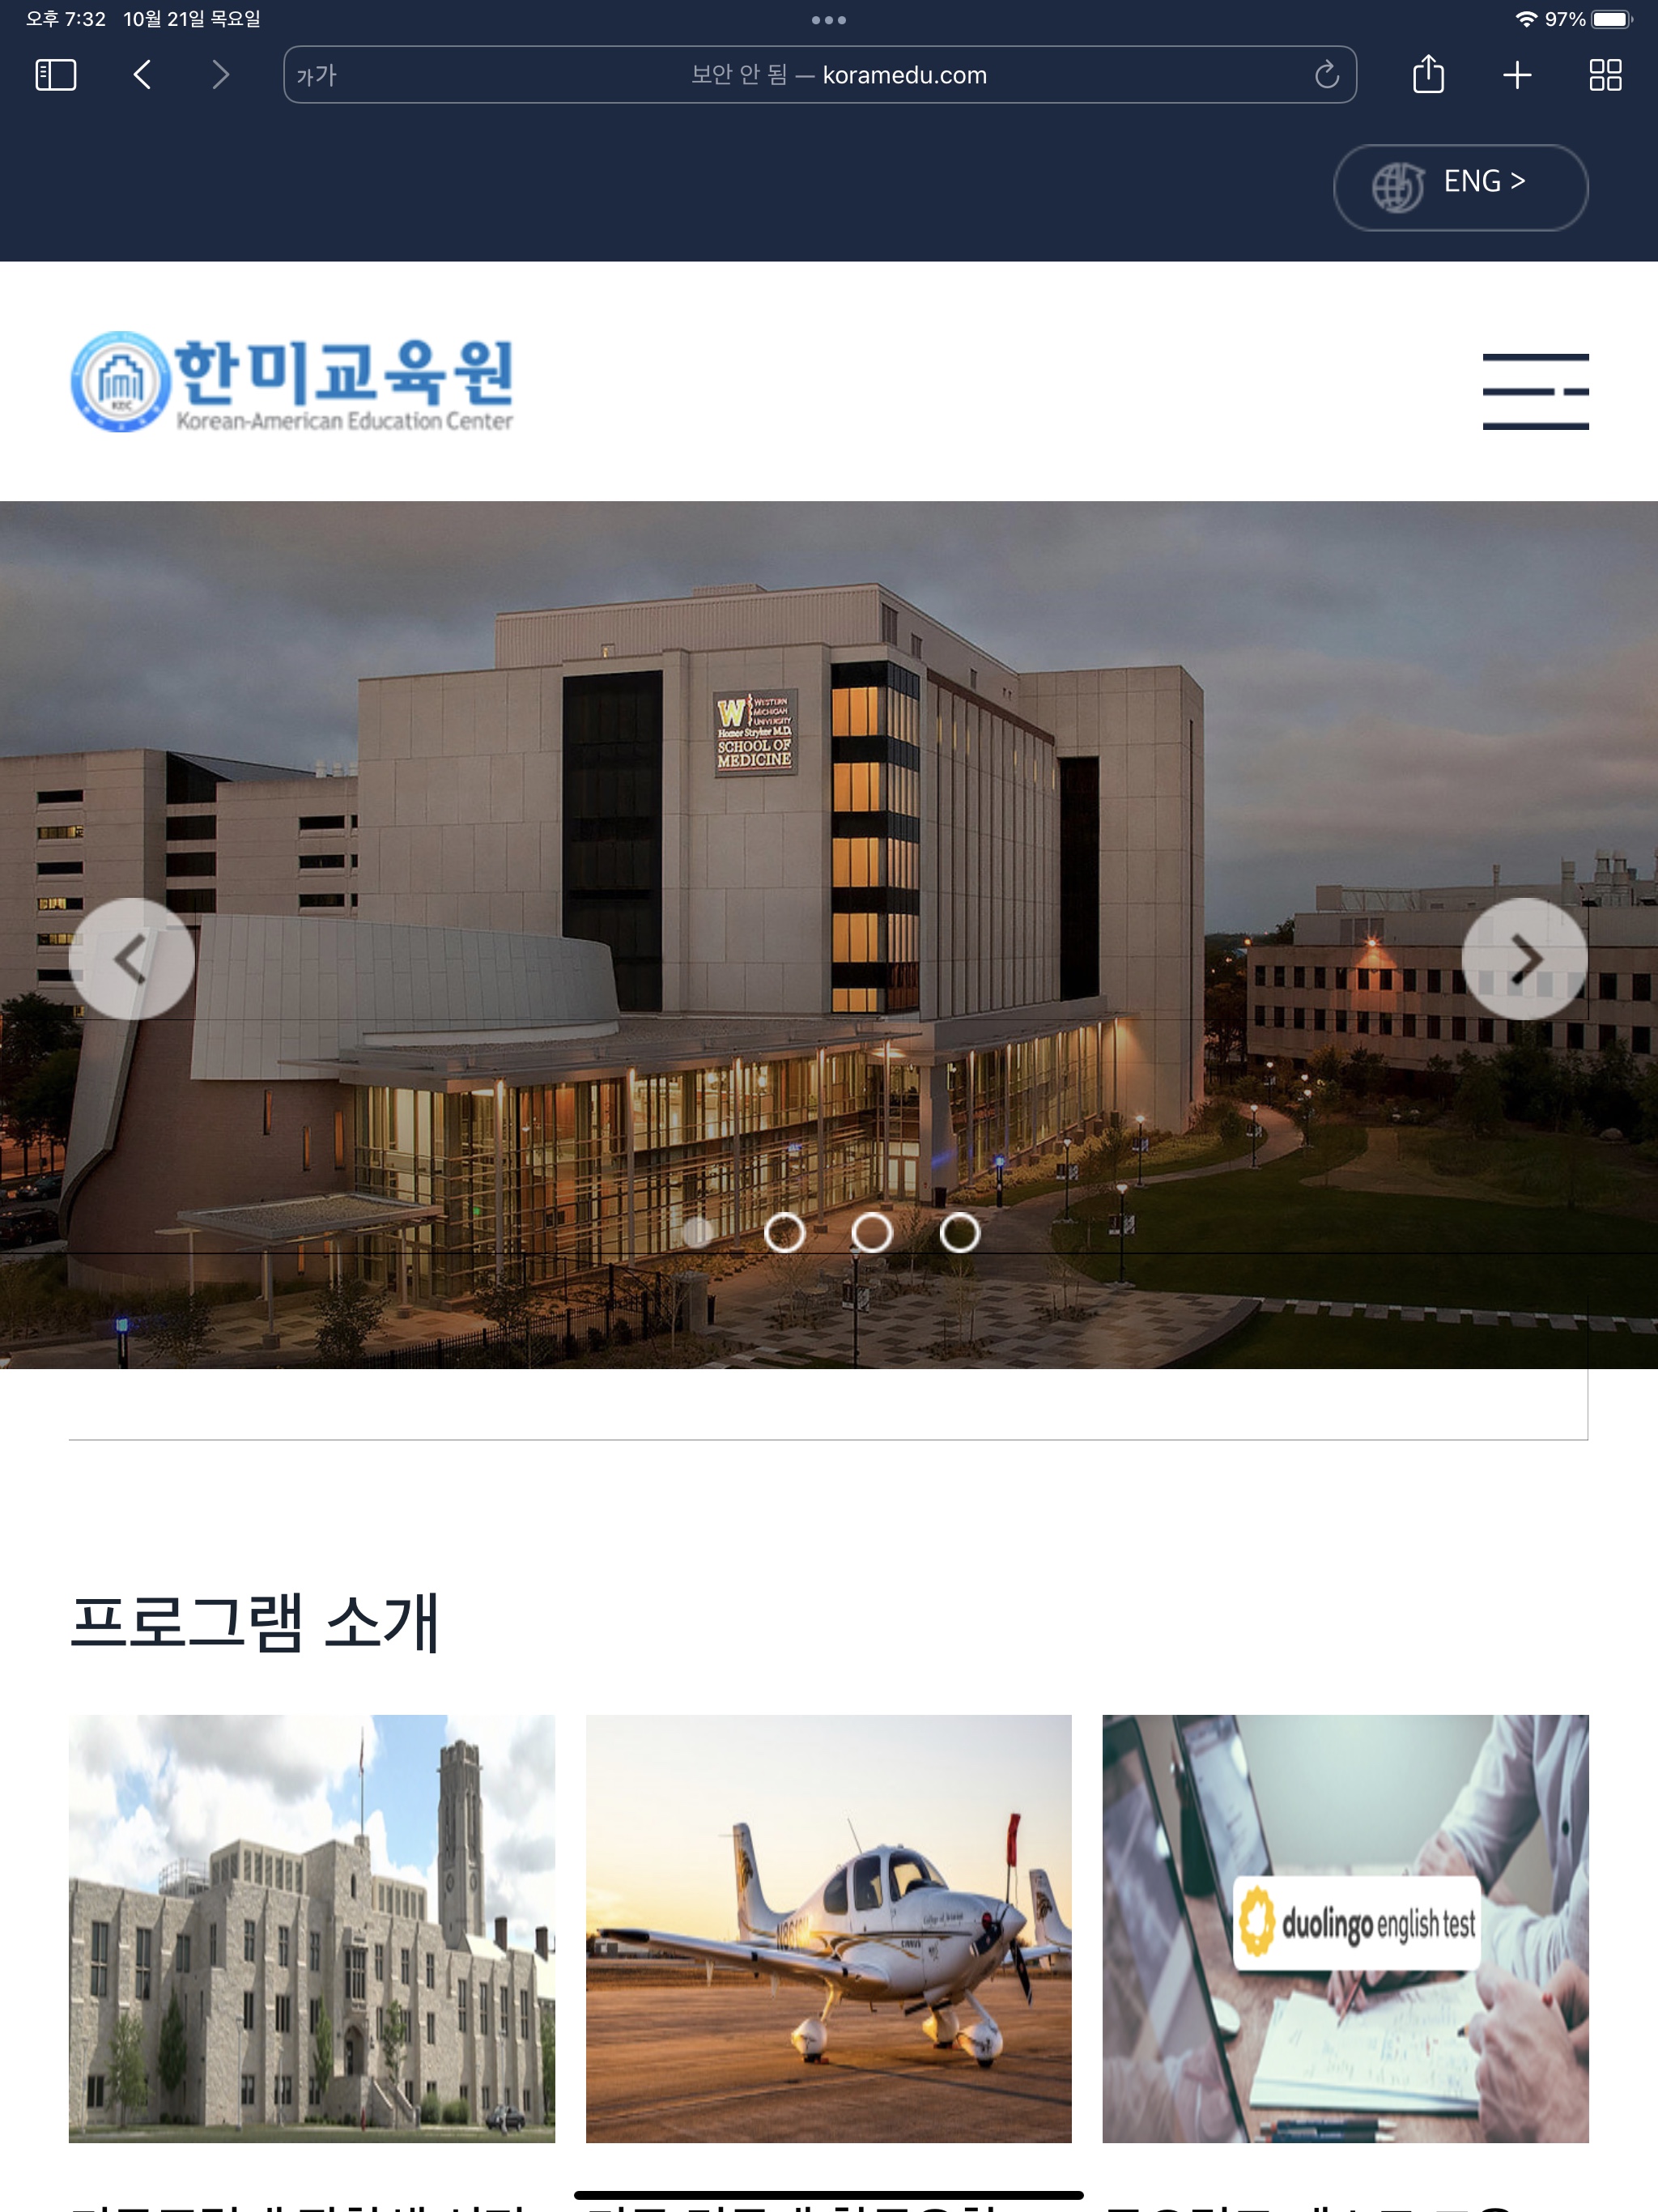 오후 7:32 10월 21일 목요일
97%
가가 보안 안 됨 — koramedu.com
ENG >
한미교육원
Korean-American Education Center
KEC
W WESTERN
MICHIGAN
UNIVERSITY
Homer Stryker M.D.
SCHOOL OF
MEDICINE
프로그램 소개
duolingo english test